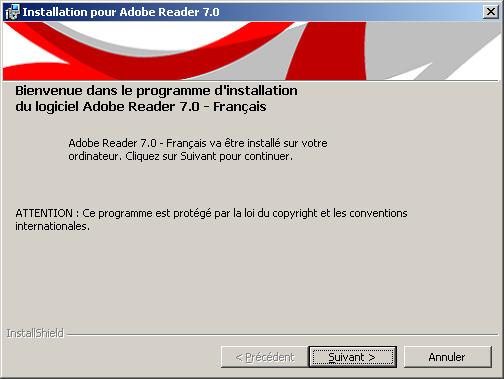 Installation pour Adobe Reader 7.0
Bienvenue dans le programme d'installation
du logiciel Adobe Reader 7.0 - Français
Adobe Reader 7.0 - Français va être installé sur votre
ordinateur. Cliquez sur Suivant pour continuer.
ATTENTION : Ce programme est protégé par la loi du copyright et les conventions
internationales.
InstallShield
< Précédent
Suivant >
Annuler